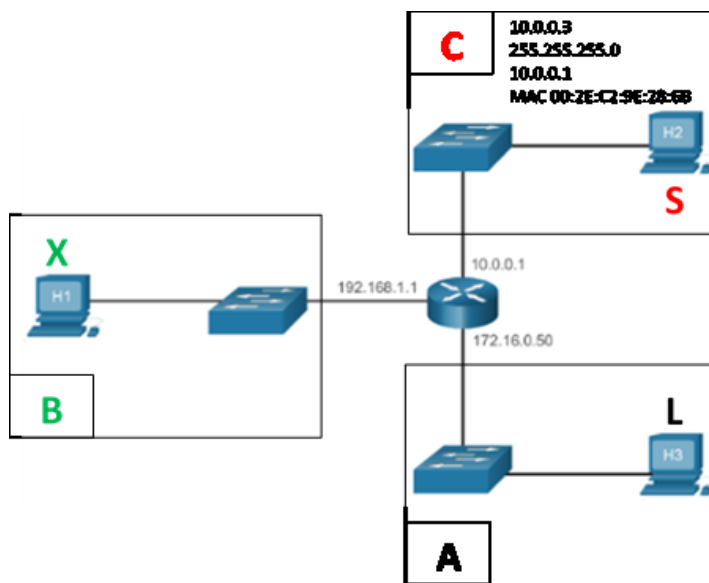 C
10.0.0.3
255.255.255.0
10.0.0.1
MAC 00:2E:C2:9E:28:6B
H2
S
X
H1
192.168.1.1
10.0.0.1
172.16.0.50
B
L
H3
A